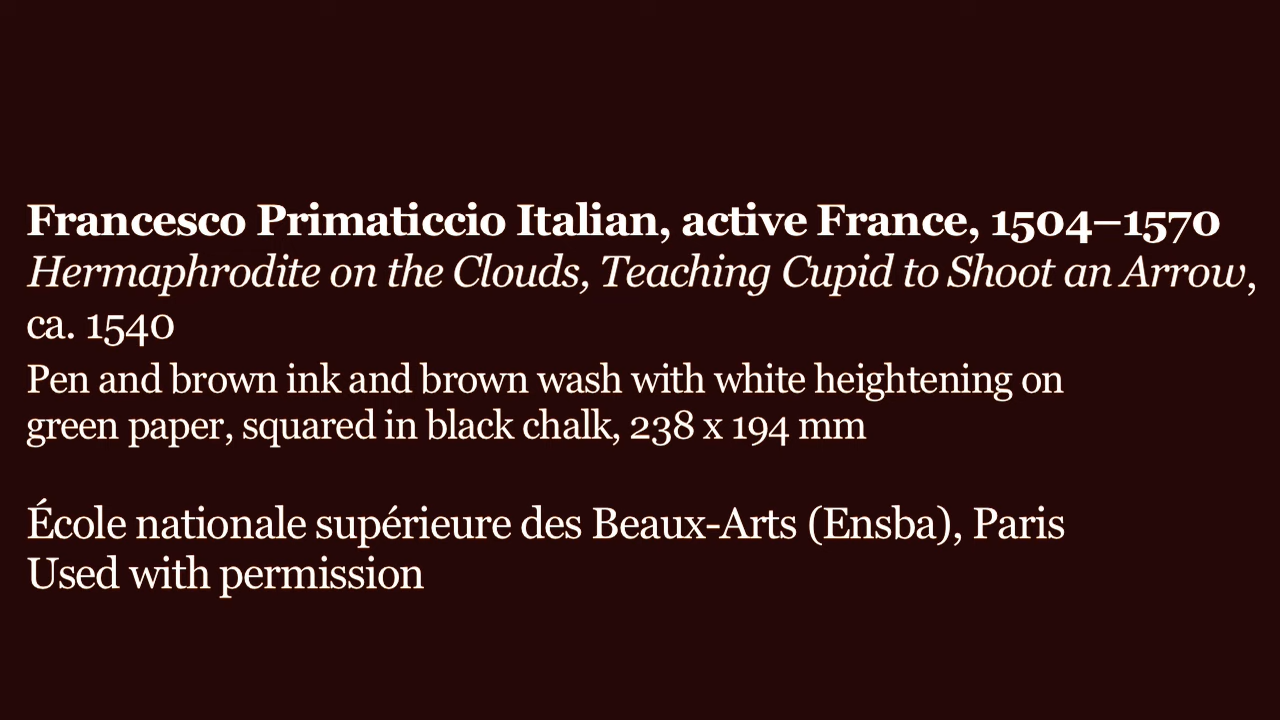 Francesco Primaticcio Italian, active France, 1504–1570
Hermaphrodite on the Clouds, Teaching Cupid to Shoot an Arrow,
ca. 1540
Pen and brown ink and brown wash with white heightening on
green paper, squared in black chalk, 238 x 194 mm
École nationale supérieure des Beaux-Arts (Ensba), Paris
Used with permission